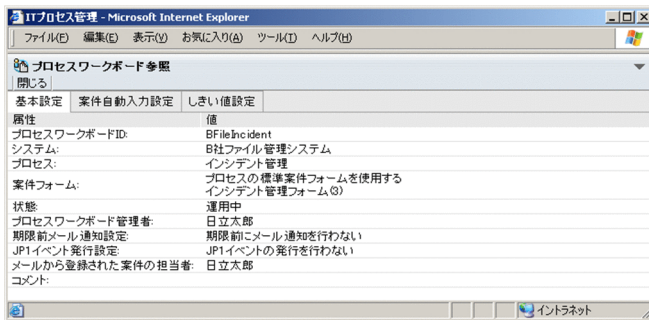 ITプロセス管理 - Microsoft Internet Explorer
ファイル(F) 編集(E) 表示(V) お気に入り(A) ツール(T) ヘルプ(H)
プロセスワークボード参照
閉じる
基本設定 案件自動入力設定 しきい値設定
属性 値
プロセスワークボードID: BFileIncident
システム: B社ファイル管理システム
プロセス: インシデント管理
案件フォーム: プロセスの標準案件フォームを使用する
インシデント管理フォーム(3)
状態: 運用中
プロセスワークボード管理者: 日立太郎
期限前メール通知設定: 期限前にメール通知を行わない
JP1イベント発行設定: JP1イベントの発行を行わない
メールから登録された案件の担当者: 日立太郎
コメント:
イントラネット